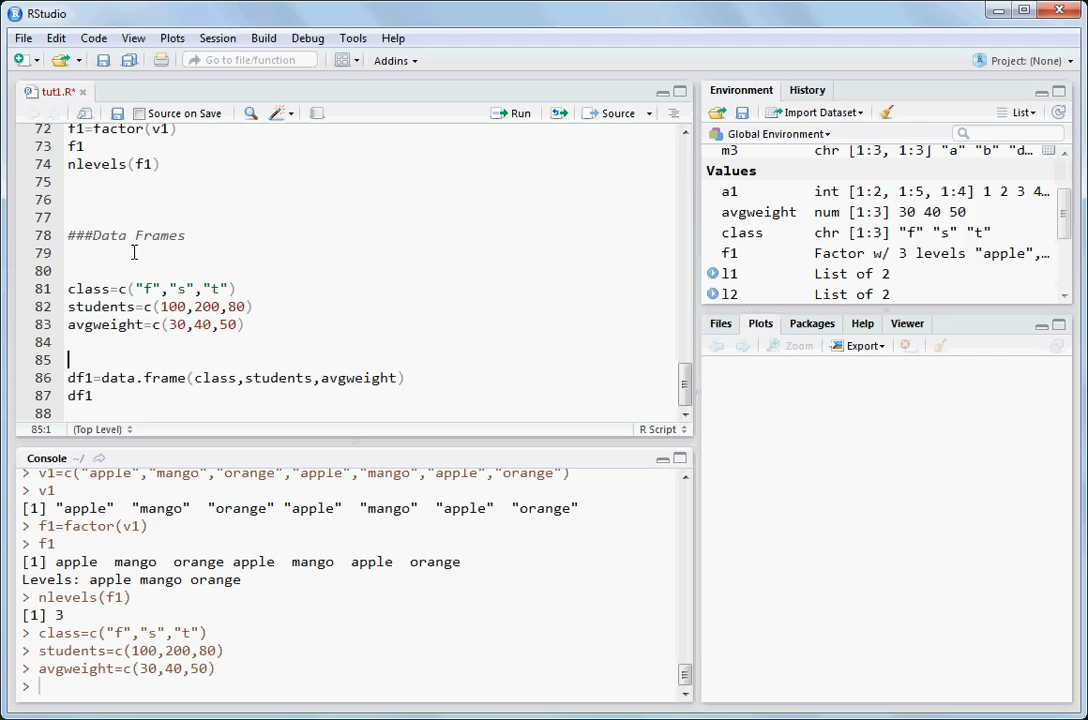 RStudio
File Edit Code View Plots Session Build Debug Tools Help
Go to file/function Addins Project: (None)
tut1.R*
Source on Save Run Source
72 f1=factor(v1)
73 f1
74 nlevels(f1)
75
76
77
78 ###Data Frames
79
80
81 class=c("f","s","t")
82 students=c(100,200,80)
83 avgweight=c(30,40,50)
84
85
86 df1=data.frame(class,students,avgweight)
87 df1
88
85:1 (Top Level) R Script
Console ~/
> v1=c("apple","mango","orange","apple","mango","apple","orange")
> v1
[1] "apple" "mango" "orange" "apple" "mango" "apple" "orange"
> f1=factor(v1)
> f1
[1] apple mango orange apple mango apple orange
Levels: apple mango orange
> nlevels(f1)
[1] 3
> class=c("f","s","t")
> students=c(100,200,80)
> avgweight=c(30,40,50)
>
Environment History
Import Dataset List
Global Environment
m3 chr [1:3, 1:3] "a" "b" "d…
Values
a1 int [1:2, 1:5, 1:4] 1 2 3 4…
avgweight num [1:3] 30 40 50
class chr [1:3] "f" "s" "t"
f1 Factor w/ 3 levels "apple",…
l1 List of 2
l2 List of 2
Files Plots Packages Help Viewer
Zoom Export